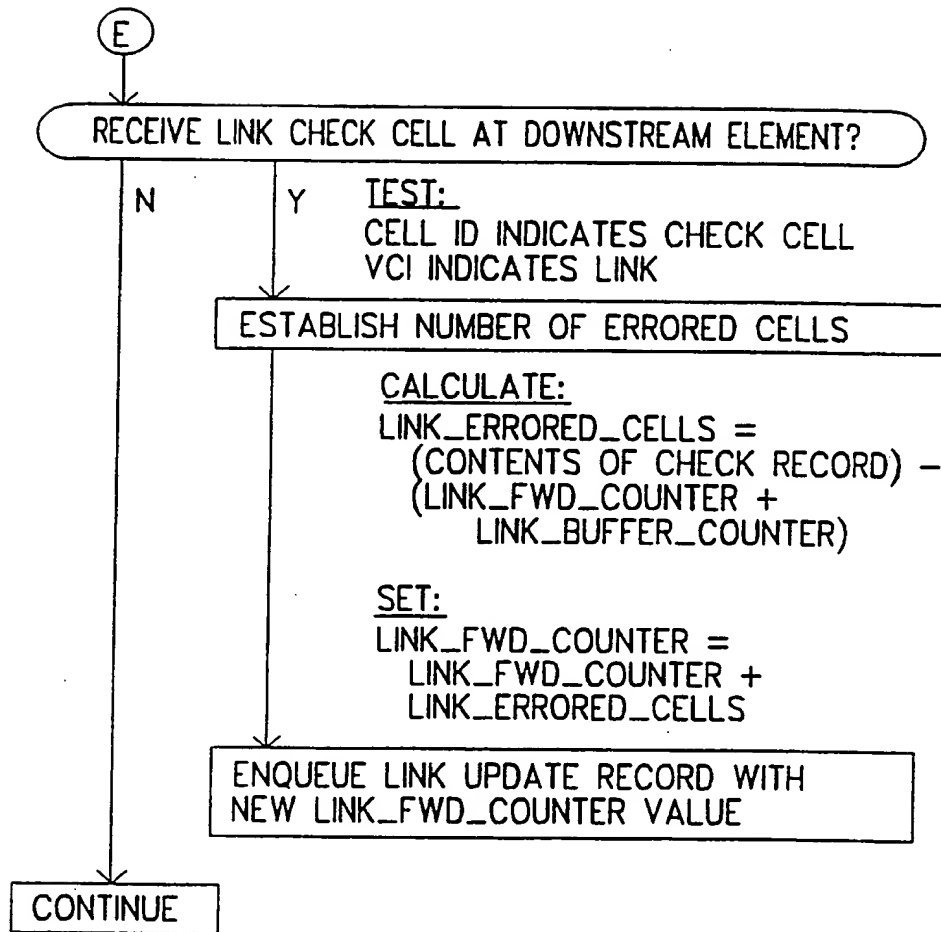 E
RECEIVE LINK CHECK CELL AT DOWNSTREAM ELEMENT?
N
Y
TEST:
CELL ID INDICATES CHECK CELL
VCI INDICATES LINK
ESTABLISH NUMBER OF ERRORED CELLS
CALCULATE:
LINK_ERRORED_CELLS =
(CONTENTS OF CHECK RECORD) –
(LINK_FWD_COUNTER +
LINK_BUFFER_COUNTER)
SET:
LINK_FWD_COUNTER =
LINK_FWD_COUNTER +
LINK_ERRORED_CELLS
ENQUEUE LINK UPDATE RECORD WITH
NEW LINK_FWD_COUNTER VALUE
CONTINUE